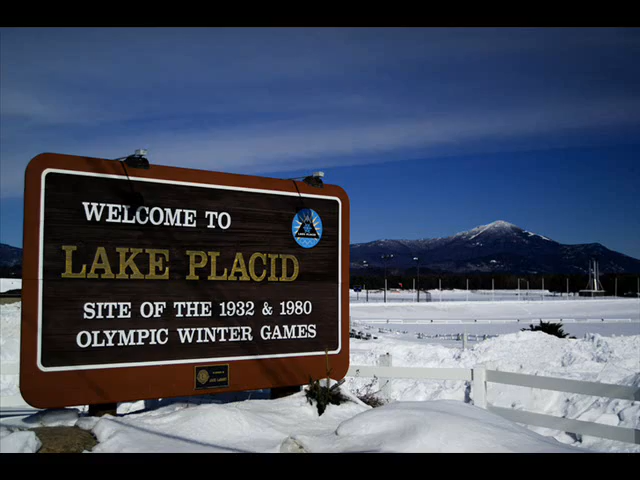 WELCOME TO
LAKE PLACID
SITE OF THE 1932 & 1980
OLYMPIC WINTER GAMES